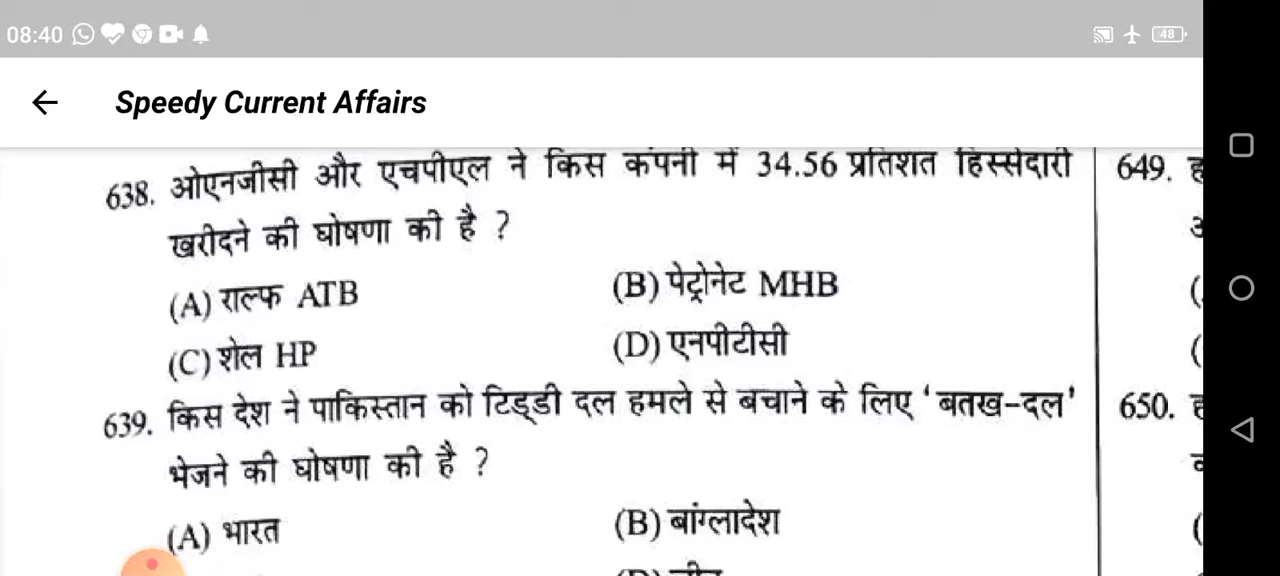 08:40
48
Speedy Current Affairs
638. ओएनजीसी और एचपीएल ने किस कंपनी में 34.56 प्रतिशत हिस्सेदारी
खरीदने की घोषणा की है ?
(A) राल्फ ATB
(B) पेट्रोनेट MHB
(C) शेल HP
(D) एनपीटीसी
639. किस देश ने पाकिस्तान को टिड्डी दल हमले से बचाने के लिए ‘बतख-दल’
भेजने की घोषणा की है ?
(A) भारत
(B) बांग्लादेश
649.
650.